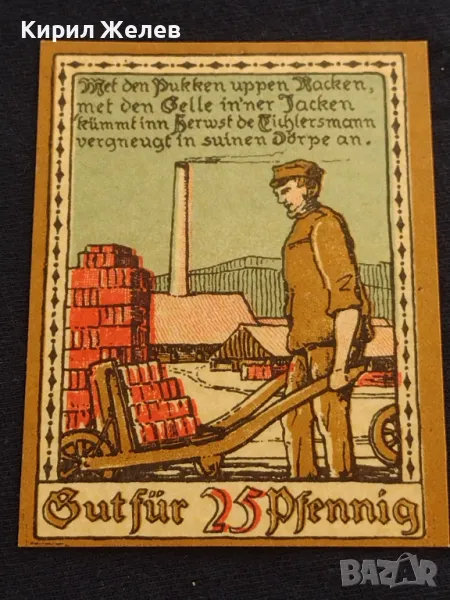 Кирил Желев
Met den Pukken uppen Nacken,
met den Gelle in'ner Jacken
kümmt inn Herwst de Tichlersmann
vergneugt in suinen Dörpe an.
Gut für 25 Pfennig
BAZAR